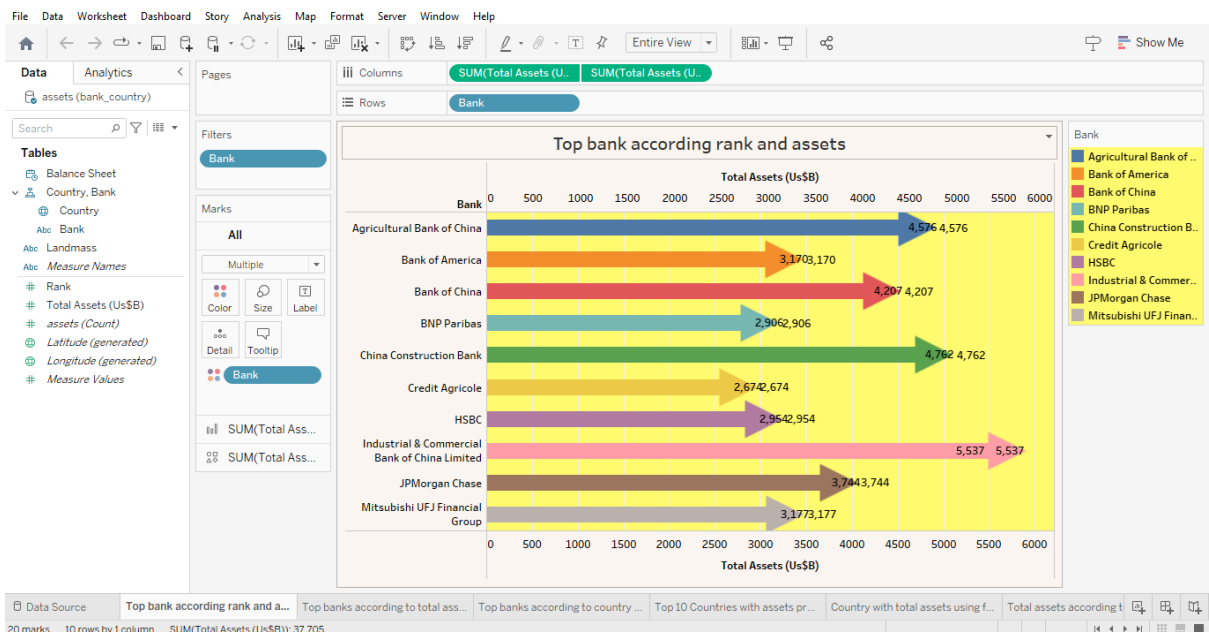 File Data Worksheet Dashboard Story Analysis Map Format Server Window Help
Entire View
Show Me
Data Analytics
assets (bank_country)
Search
Tables
Balance Sheet
Country, Bank
Country
Abc Bank
Abc Landmass
Abc Measure Names
# Rank
# Total Assets (Us$B)
# assets (Count)
Latitude (generated)
Longitude (generated)
# Measure Values
Pages
Filters
Bank
Marks
All
Multiple
Color Size Label
Detail Tooltip
Bank
SUM(Total Ass...
SUM(Total Ass...
Columns SUM(Total Assets (U.. SUM(Total Assets (U..
Rows Bank
Top bank according rank and assets
Total Assets (Us$B)
Bank 0 500 1000 1500 2000 2500 3000 3500 4000 4500 5000 5500 6000
Agricultural Bank of China 4,576 4,576
Bank of America 3,170 3,170
Bank of China 4,207 4,207
BNP Paribas 2,906 2,906
China Construction Bank 4,762 4,762
Credit Agricole 2,674 2,674
HSBC 2,954 2,954
Industrial & Commercial
Bank of China Limited 5,537 5,537
JPMorgan Chase 3,744 3,744
Mitsubishi UFJ Financial
Group 3,177 3,177
0 500 1000 1500 2000 2500 3000 3500 4000 4500 5000 5500 6000
Total Assets (Us$B)
Bank
Agricultural Bank of ..
Bank of America
Bank of China
BNP Paribas
China Construction B..
Credit Agricole
HSBC
Industrial & Commer..
JPMorgan Chase
Mitsubishi UFJ Finan..
Data Source Top bank according rank and a... Top banks according to total ass... Top banks according to country ... Top 10 Countries with assets pr... Country with total assets using f... Total assets according t
20 marks 10 rows by 1 column SUM(Total Assets (Us$B)): 37,705